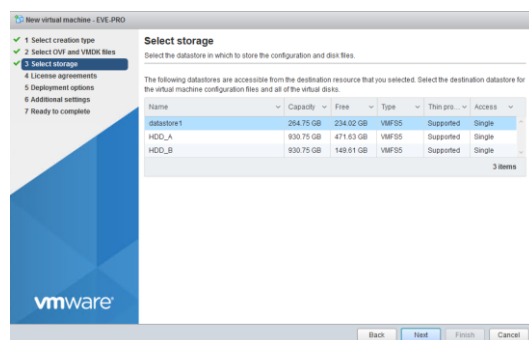 New virtual machine - EVE-PRO
1 Select creation type
2 Select OVF and VMDK files
3 Select storage
4 License agreements
5 Deployment options
6 Additional settings
7 Ready to complete
Select storage
Select the datastore in which to store the configuration and disk files.
The following datastores are accessible from the destination resource that you selected. Select the destination datastore for
the virtual machine configuration files and all of the virtual disks.
Name Capacity Free Type Thin pro... Access
datastore1 264.75 GB 234.02 GB VMFS5 Supported Single
HDD_A 930.75 GB 471.63 GB VMFS5 Supported Single
HDD_B 930.75 GB 149.61 GB VMFS5 Supported Single
3 items
vmware
Back Next Finish Cancel